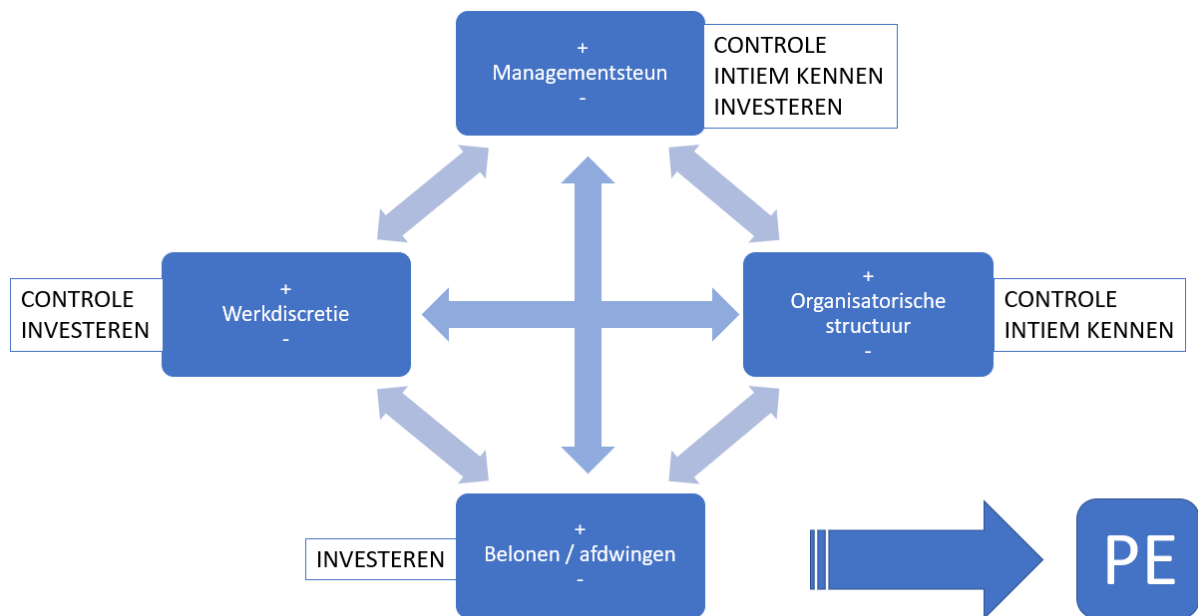 +
Managementsteun
-
CONTROLE
INTIEM KENNEN
INVESTEREN
CONTROLE
INVESTEREN
+
Werkdiscretie
-
+
Organisatorische
structuur
-
CONTROLE
INTIEM KENNEN
INVESTEREN
+
Belonen / afdwingen
-
PE